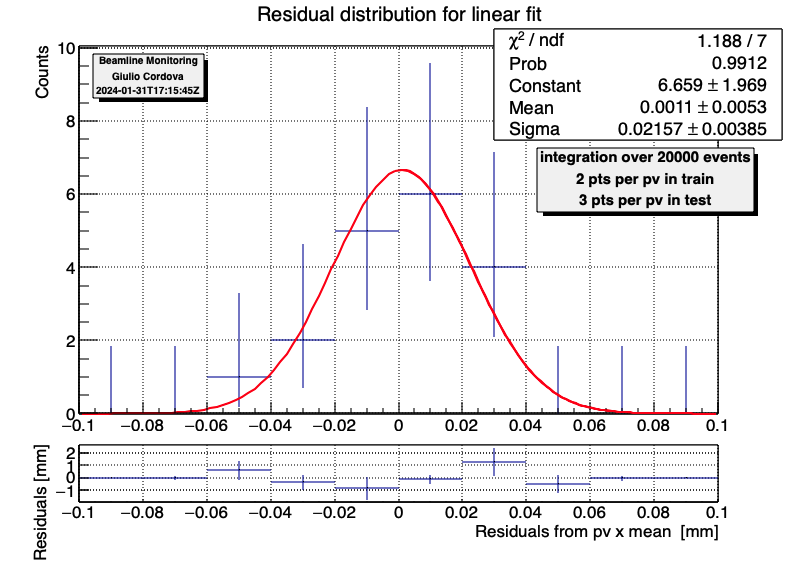 Residual distribution for linear fit
Counts
Beamline Monitoring
Giulio Cordova
2024-01-31T17:15:45Z
χ² / ndf 1.188 / 7
Prob 0.9912
Constant 6.659 ± 1.969
Mean 0.0011 ± 0.0053
Sigma 0.02157 ± 0.00385
integration over 20000 events
2 pts per pv in train
3 pts per pv in test
10
8
6
4
2
0
−0.1 −0.08 −0.06 −0.04 −0.02 0 0.02 0.04 0.06 0.08 0.1
Residuals [mm]
2
1
0
−1
−0.1 −0.08 −0.06 −0.04 −0.02 0 0.02 0.04 0.06 0.08 0.1
Residuals from pv x mean [mm]